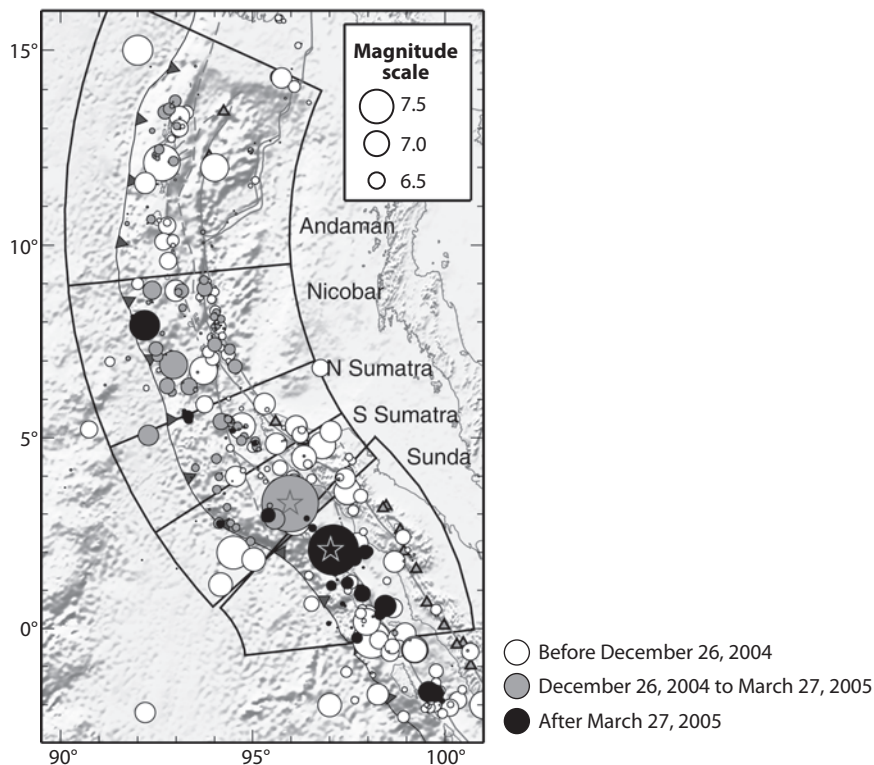 15°
10°
5°
0°
90°
95°
100°
Magnitude
scale
7.5
7.0
6.5
Andaman
Nicobar
N Sumatra
S Sumatra
Sunda
Before December 26, 2004
December 26, 2004 to March 27, 2005
After March 27, 2005